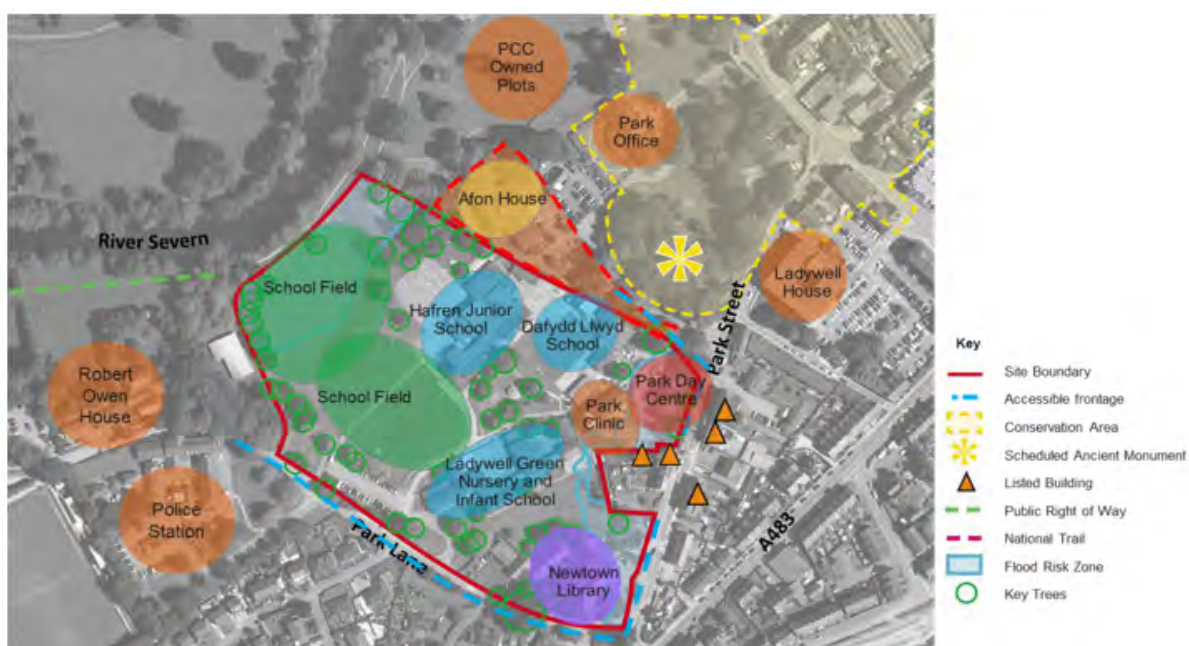 PCC
Owned
Plots
Park
Office
Afon House
River Severn
School Field
Hafren Junior
School
Dafydd Llwyd
School
Ladywell
House
Park Street
Robert
Owen
House
School Field
Park Day
Centre
Park
Clinic
Ladywell Green
Nursery and
Infant School
Police
Station
Park Lane
Newtown
Library
A483
Key
Site Boundary
Accessible frontage
Conservation Area
Scheduled Ancient Monument
Listed Building
Public Right of Way
National Trail
Flood Risk Zone
Key Trees